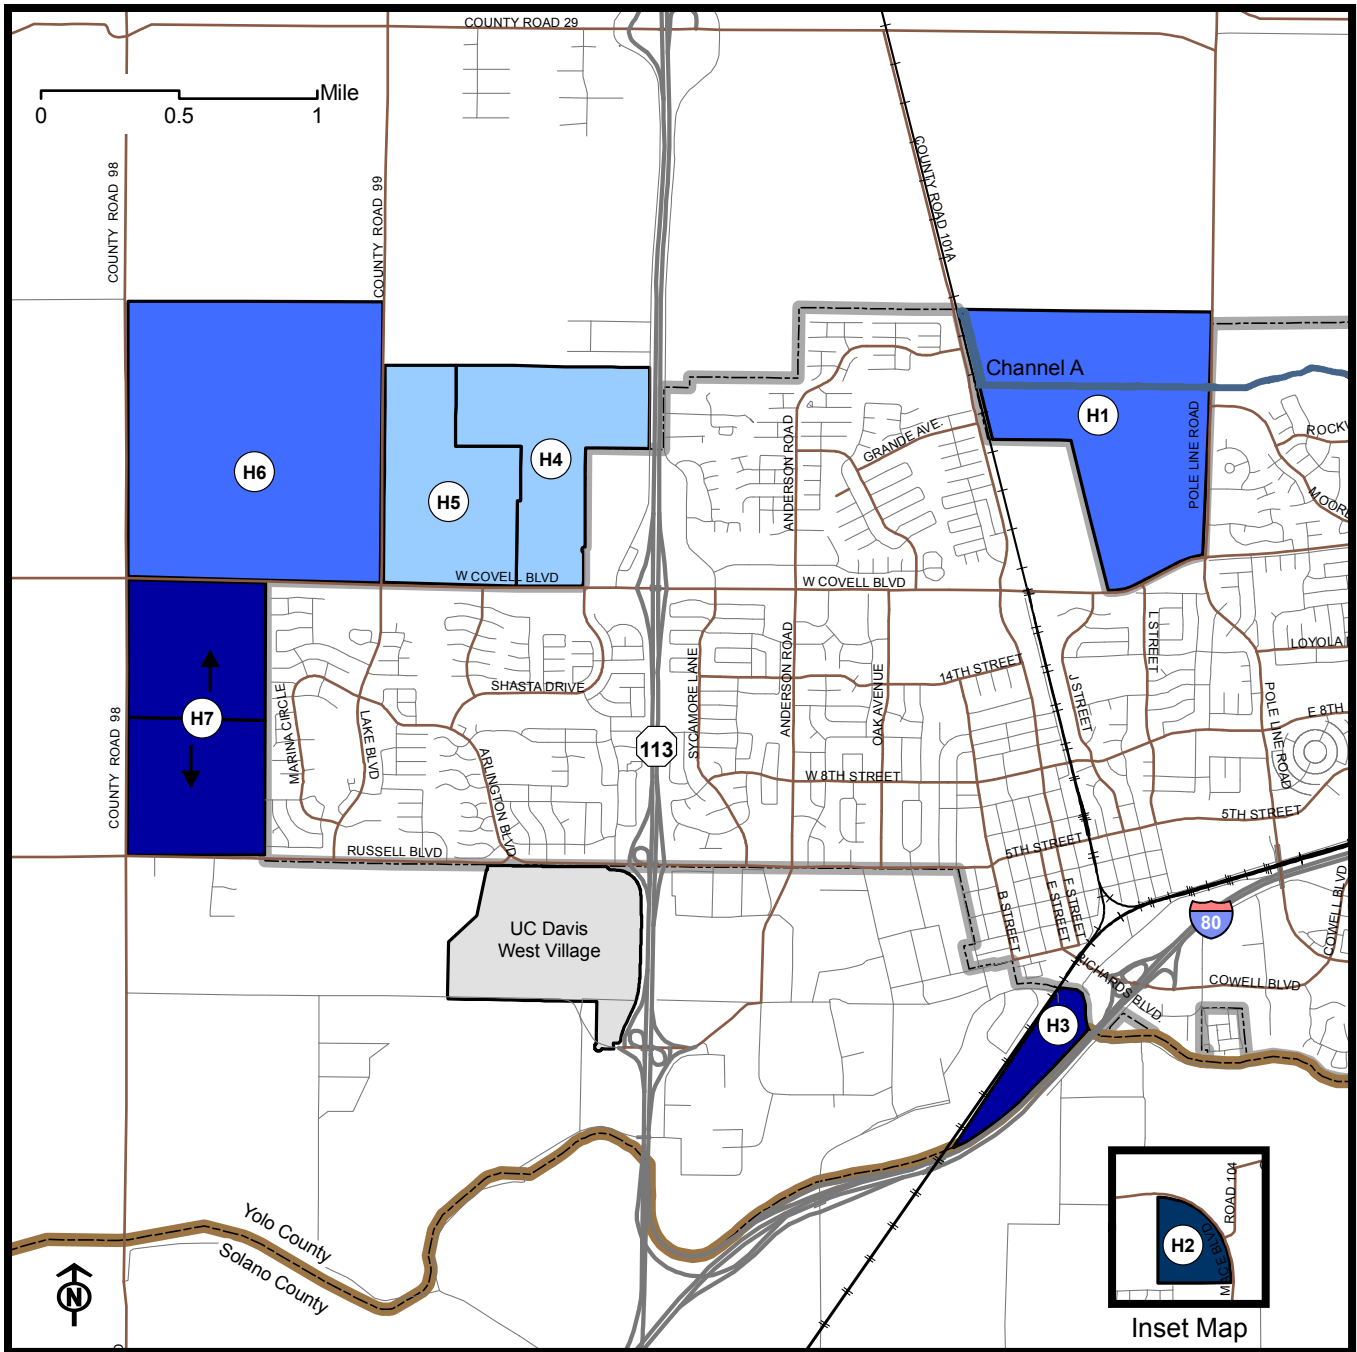 COUNTY ROAD 29
Mile
0 0.5 1
COUNTY ROAD 98
COUNTY ROAD 99
COUNTY ROAD 101A
Channel A
H1
POLE LINE ROAD
GRANDE AVE.
ANDERSON ROAD
H6
H4
H5
W COVELL BLVD
W COVELL BLVD
L STREET
LOYOLA
14TH STREET
J STREET
SHASTA DRIVE
MARINA CIRCLE
LAKE BLVD
ARLINGTON BLVD
SYCAMORE LANE
ANDERSON ROAD
OAK AVENUE
POLE LINE ROAD
E 8TH
H7
COUNTY ROAD 98
113
W 8TH STREET
5TH STREET
5TH STREET
RUSSELL BLVD
B STREET
E STREET
F STREET
COWELL BLVD
80
UC Davis
West Village
RICHARDS BLVD.
COWELL BLVD
H3
Yolo County
Solano County
N
ROAD 104
MACE BLVD
H2
Inset Map